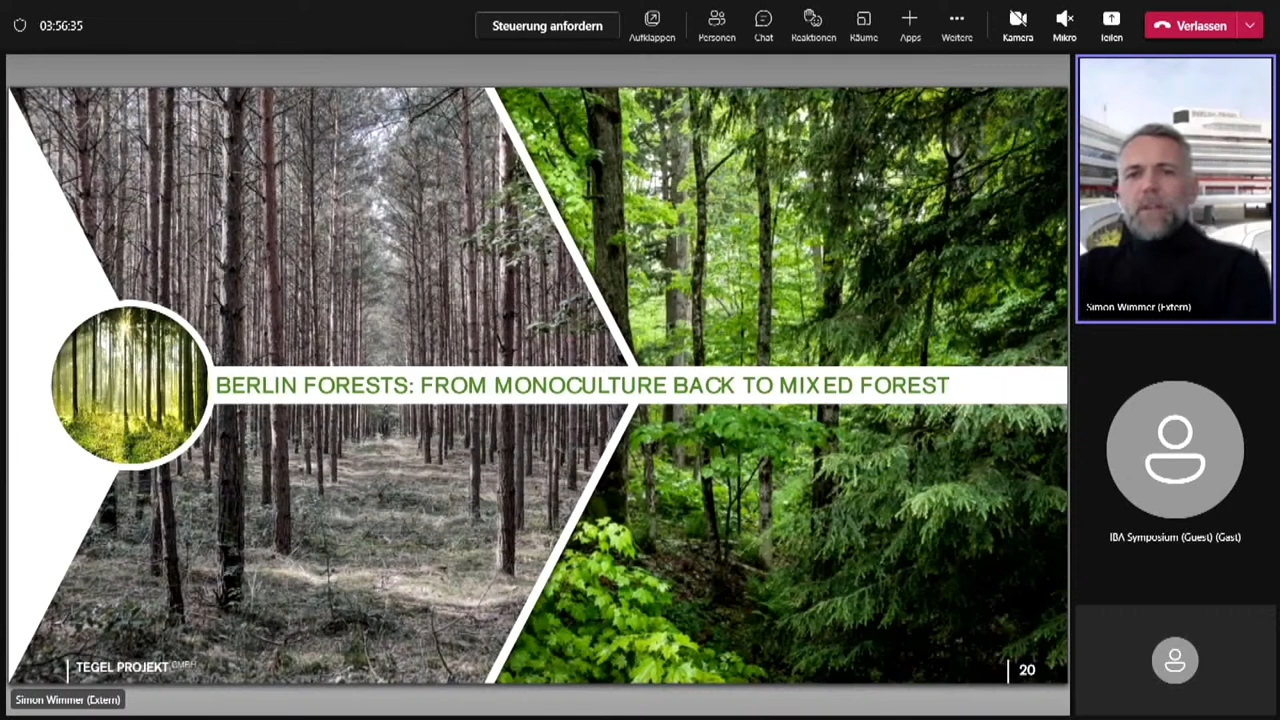 03:56:35
Steuerung anfordern
Aufklappen
Personen
Chat
Reaktionen
Räume
Apps
Weitere
Kamera
Mikro
Teilen
Verlassen
Simon Wimmer (Extern)
BERLIN FORESTS: FROM MONOCULTURE BACK TO MIXED FOREST
IBA Symposium (Guest) (Gast)
TEGEL PROJEKT GMBH
20
Simon Wimmer (Extern)